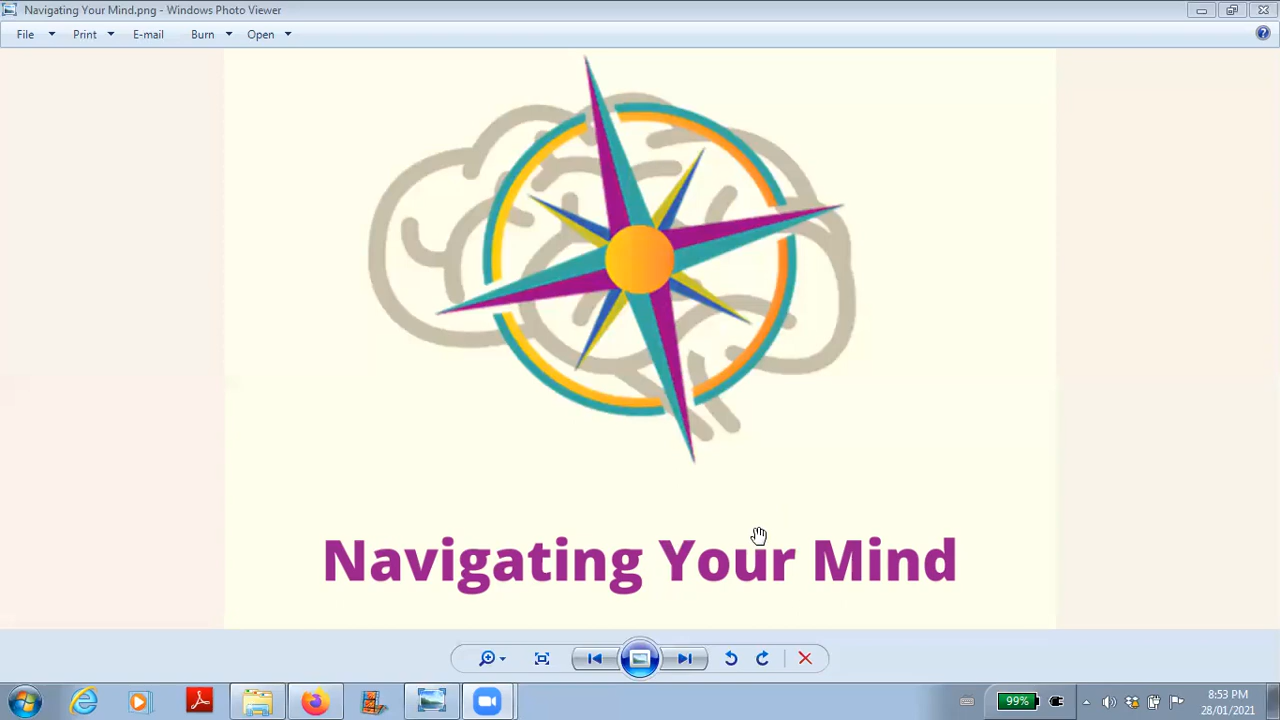 Navigating Your Mind.png - Windows Photo Viewer
File Print E-mail Burn Open
Navigating Your Mind
99%
8:53 PM
28/01/2021